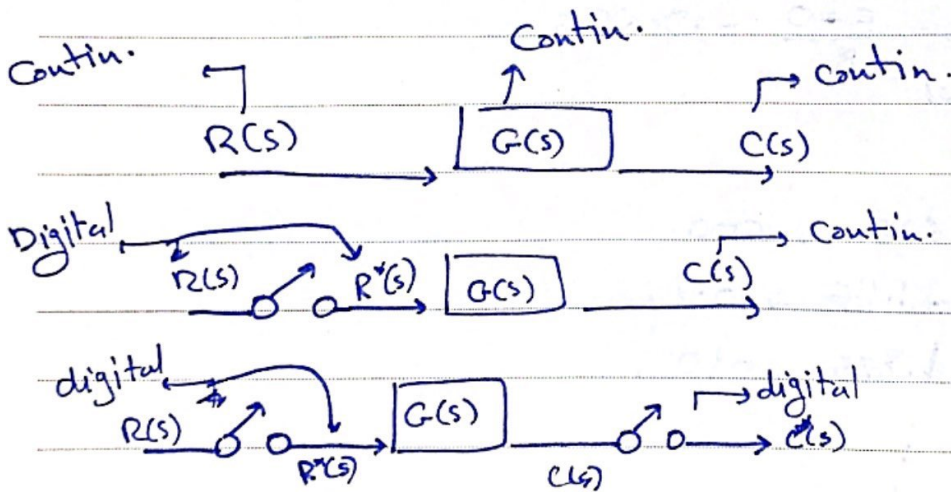 Contin.
Contin.
contin.
R(s)
G(s)
C(s)
Digital
contin.
R(s)
R*(s)
G(s)
C(s)
digital
digital
R(s)
R*(s)
G(s)
C(s)
C*(s)